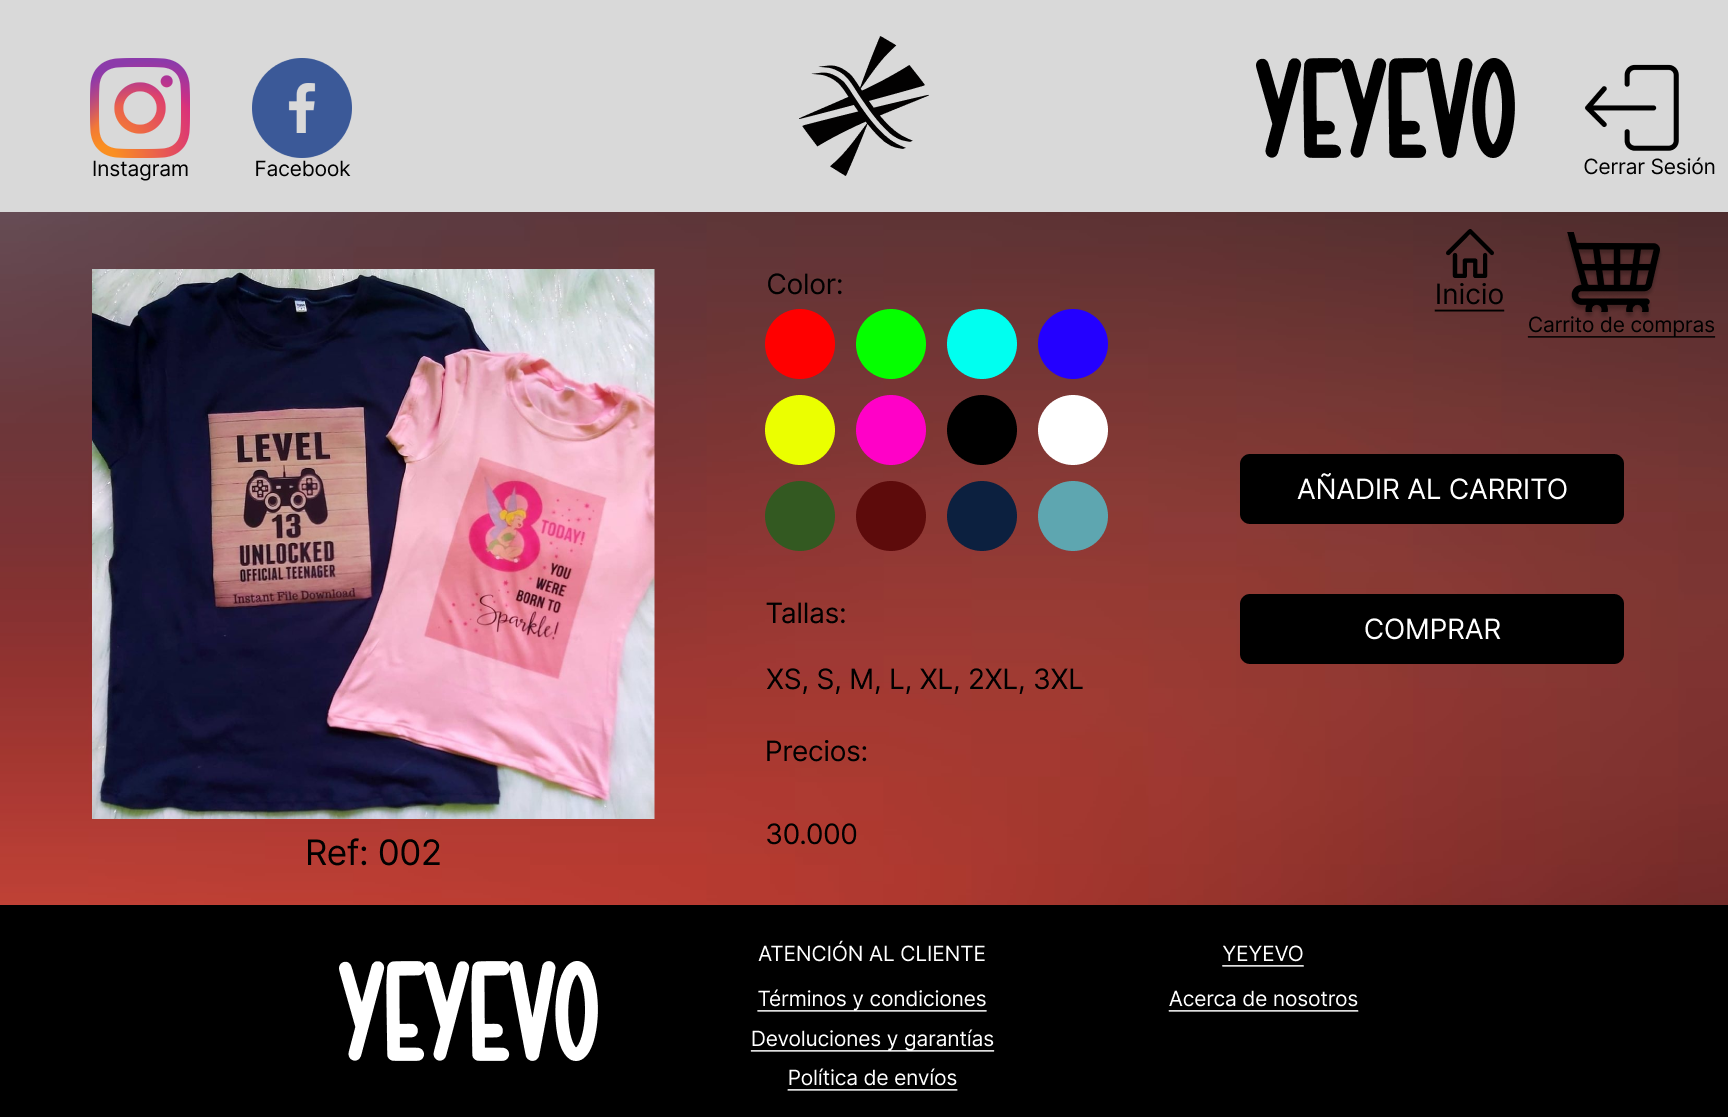 Instagram
Facebook
YEYEVO
Cerrar Sesión
Inicio
Carrito de compras
LEVEL
13
UNLOCKED
OFFICIAL TEENAGER
Instant File Download
8
TODAY!
YOU
WERE
BORN TO
Sparkle!
Ref: 002
Color:
Tallas:
XS, S, M, L, XL, 2XL, 3XL
Precios:
30.000
AÑADIR AL CARRITO
COMPRAR
YEYEVO
ATENCIÓN AL CLIENTE
Términos y condiciones
Devoluciones y garantías
Política de envíos
YEYEVO
Acerca de nosotros